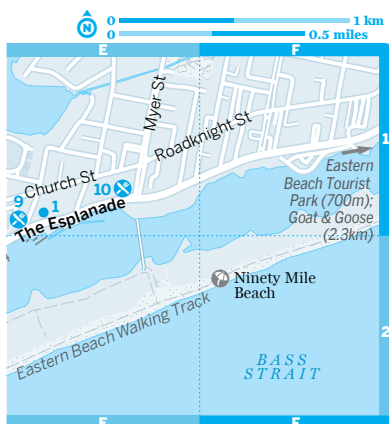 N
0 1 km
0 0.5 miles
E F
Myer St
Roadknight St
1
Eastern
Beach Tourist
Park (700m);
Goat & Goose
(2.3km)
Church St
10
9
1
The Esplanade
Ninety Mile
Beach
Eastern Beach Walking Track
2
BASS
STRAIT
E F